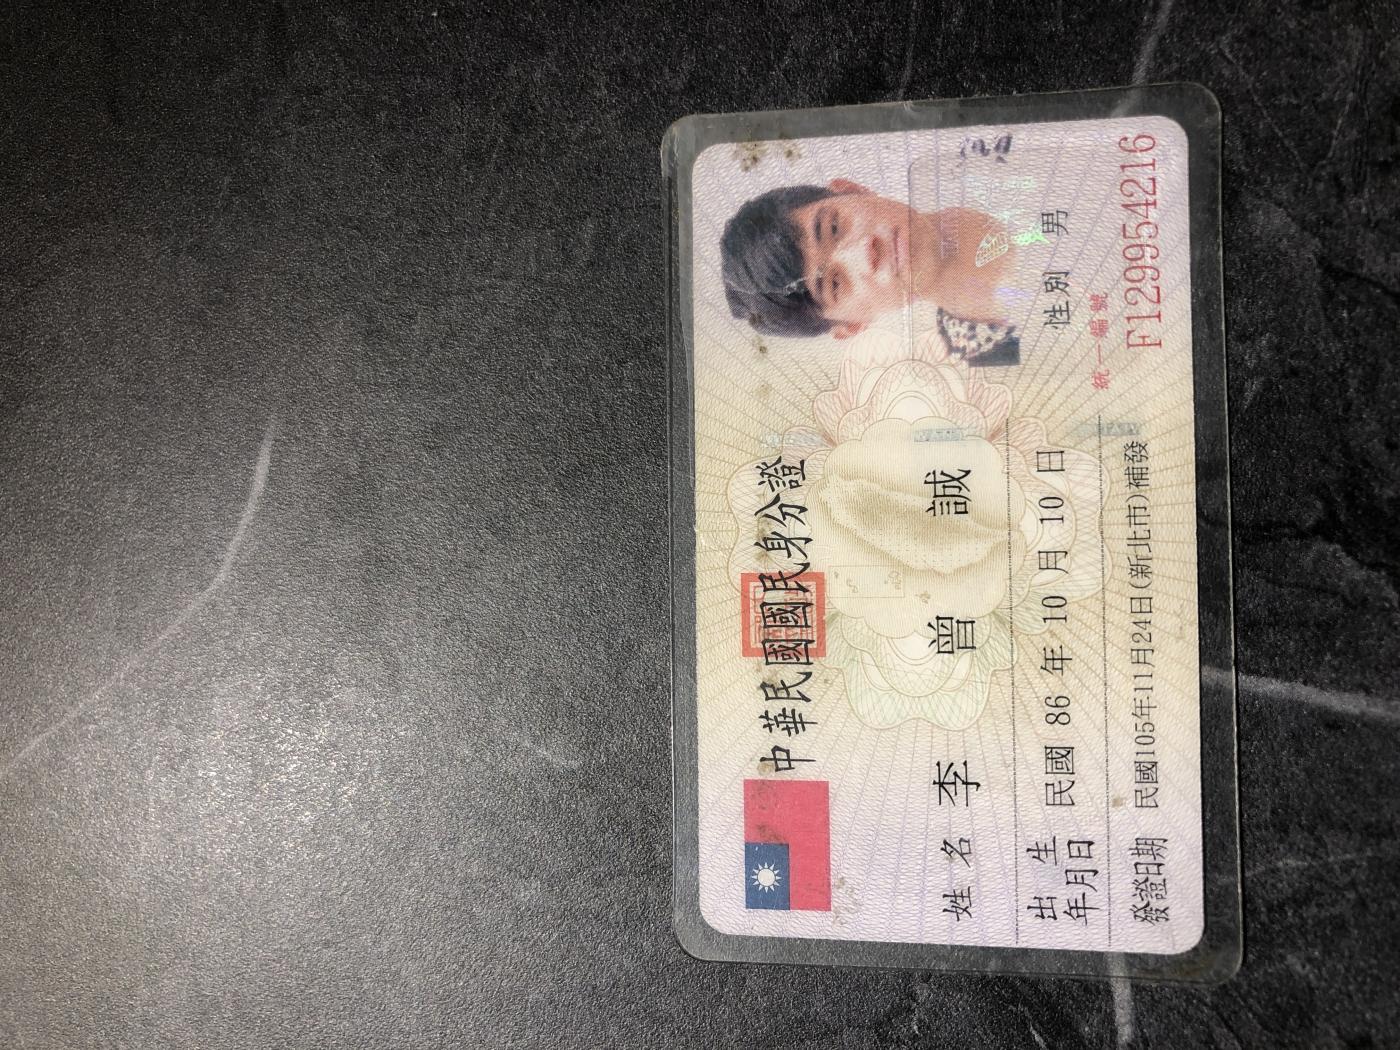 中華民國國民身分證
姓名 李曾誠
出生年月日 民國 86 年 10 月 10 日
性別 男
發證日期 民國105年11月24日(新北市)補發
統一編號
F129954216